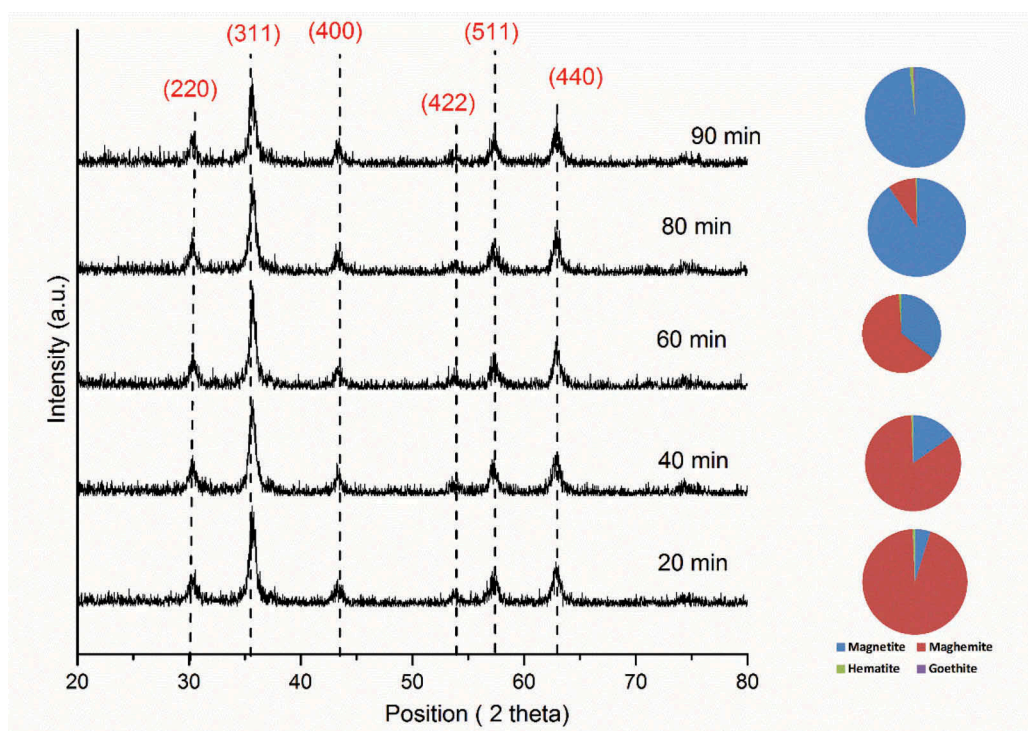 (220)
(311)
(400)
(422)
(511)
(440)
90 min
80 min
60 min
40 min
20 min
Intensity (a.u.)
20 30 40 50 60 70 80
Position ( 2 theta)
Magnetite Maghemite
Hematite Goethite